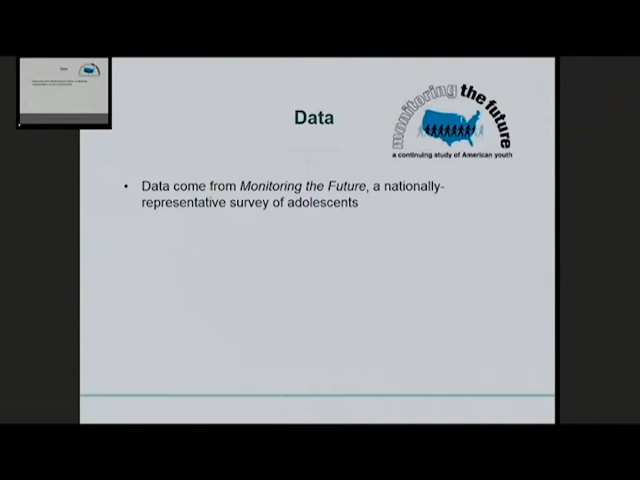 Data
monitoring the future
a continuing study of American youth
• Data come from Monitoring the Future, a nationally-
representative survey of adolescents